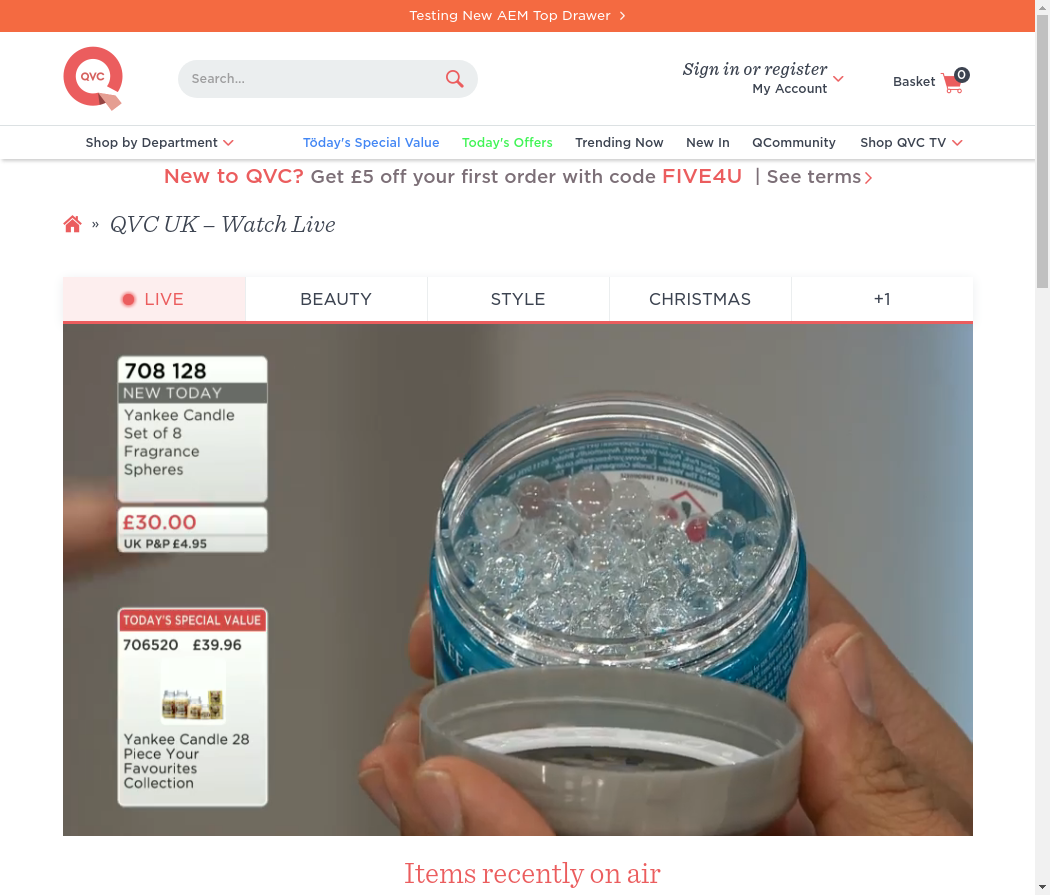 Testing New AEM Top Drawer
QVC
Search...
Sign in or register
My Account
Basket
0
Shop by Department
Töday's Special Value
Today's Offers
Trending Now
New In
QCommunity
Shop QVC TV
New to QVC? Get £5 off your first order with code FIVE4U | See terms
» QVC UK – Watch Live
LIVE
BEAUTY
STYLE
CHRISTMAS
+1
708 128
NEW TODAY
Yankee Candle
Set of 8
Fragrance
Spheres
£30.00
UK P&P £4.95
TODAY'S SPECIAL VALUE
706520 £39.96
Yankee Candle 28
Piece Your
Favourites
Collection
Items recently on air